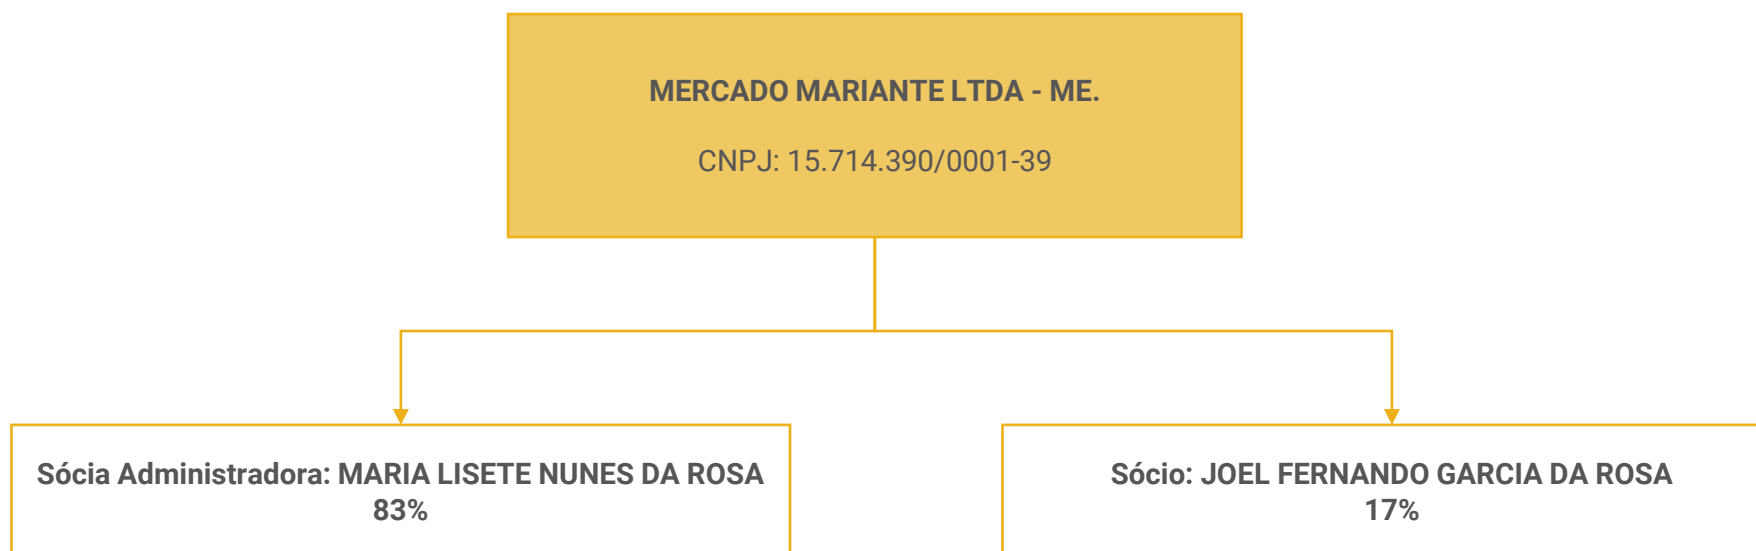 MERCADO MARIANTE LTDA - ME.
CNPJ: 15.714.390/0001-39
Sócia Administradora: MARIA LISETE NUNES DA ROSA
83%
Sócio: JOEL FERNANDO GARCIA DA ROSA
17%